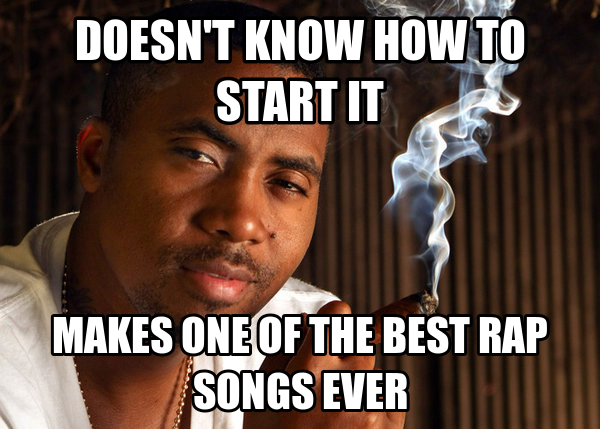 DOESN'T KNOW HOW TO
START IT
MAKES ONE OF THE BEST RAP
SONGS EVER